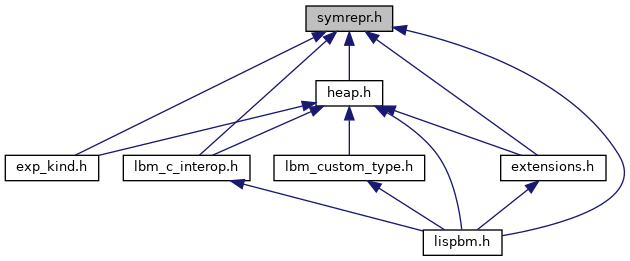 symrepr.h
heap.h
exp_kind.h
lbm_c_interop.h
lbm_custom_type.h
extensions.h
lispbm.h